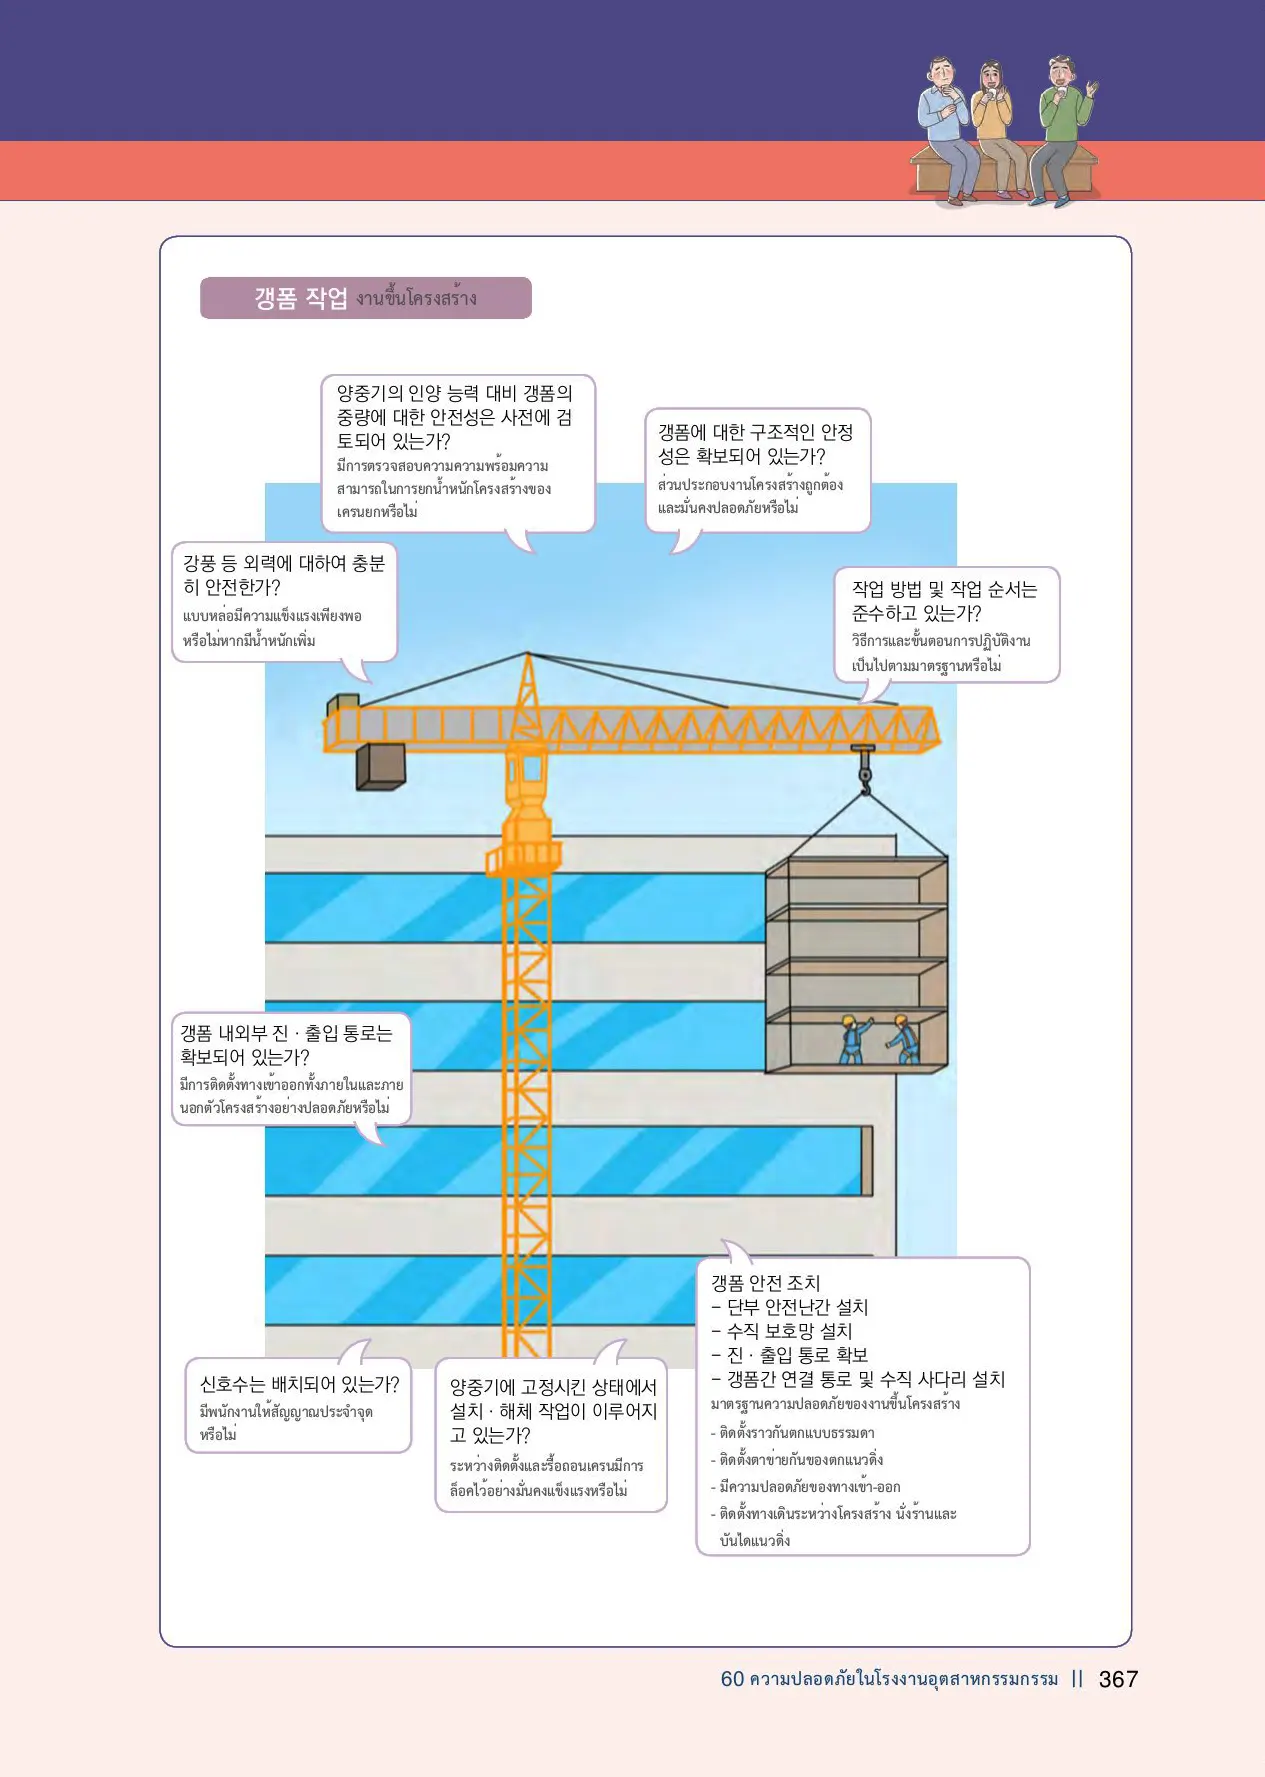 갱폼 작업 งานขึ้นโครงสร้าง
양중기의 인양 능력 대비 갱폼의
중량에 대한 안전성은 사전에 검
토되어 있는가?
มีการตรวจสอบความความพร้อมความ
สามารถในการยกน้ำหนักโครงสร้างของ
เครนยกหรือไม่
갱폼에 대한 구조적인 안정
성은 확보되어 있는가?
ส่วนประกอบงานโครงสร้างถูกต้อง
และมั่นคงปลอดภัยหรือไม่
강풍 등 외력에 대하여 충분
히 안전한가?
แบบหล่อมีความแข็งแรงเพียงพอ
หรือไม่หากมีน้ำหนักเพิ่ม
작업 방법 및 작업 순서는
준수하고 있는가?
วิธีการและขั้นตอนการปฏิบัติงาน
เป็นไปตามมาตรฐานหรือไม่
갱폼 내외부 진 · 출입 통로는
확보되어 있는가?
มีการติดตั้งทางเข้าออกทั้งภายในและภาย
นอกตัวโครงสร้างอย่างปลอดภัยหรือไม่
신호수는 배치되어 있는가?
มีพนักงานให้สัญญาณประจำจุด
หรือไม่
양중기에 고정시킨 상태에서
설치 · 해체 작업이 이루어지
고 있는가?
ระหว่างติดตั้งและรื้อถอนเครนมีการ
ล็อคไว้อย่างมั่นคงแข็งแรงหรือไม่
갱폼 안전 조치
- 단부 안전난간 설치
- 수직 보호망 설치
- 진 · 출입 통로 확보
- 갱폼간 연결 통로 및 수직 사다리 설치
มาตรฐานความปลอดภัยของงานขึ้นโครงสร้าง
- ติดตั้งราวกันตกแบบธรรมดา
- ติดตั้งตาข่ายกันของตกแนวดิ่ง
- มีความปลอดภัยของทางเข้า-ออก
- ติดตั้งทางเดินระหว่างโครงสร้าง นั่งร้านและ
บันไดแนวดิ่ง
60 ความปลอดภัยในโรงงานอุตสาหกรรมกรรม || 367